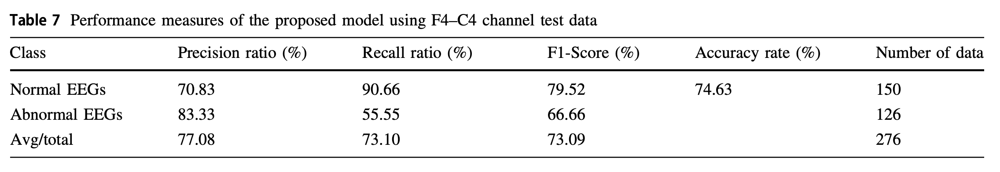 Table 7 Performance measures of the proposed model using F4–C4 channel test data
Class Precision ratio (%) Recall ratio (%) F1-Score (%) Accuracy rate (%) Number of data
Normal EEGs 70.83 90.66 79.52 74.63 150
Abnormal EEGs 83.33 55.55 66.66 126
Avg/total 77.08 73.10 73.09 276